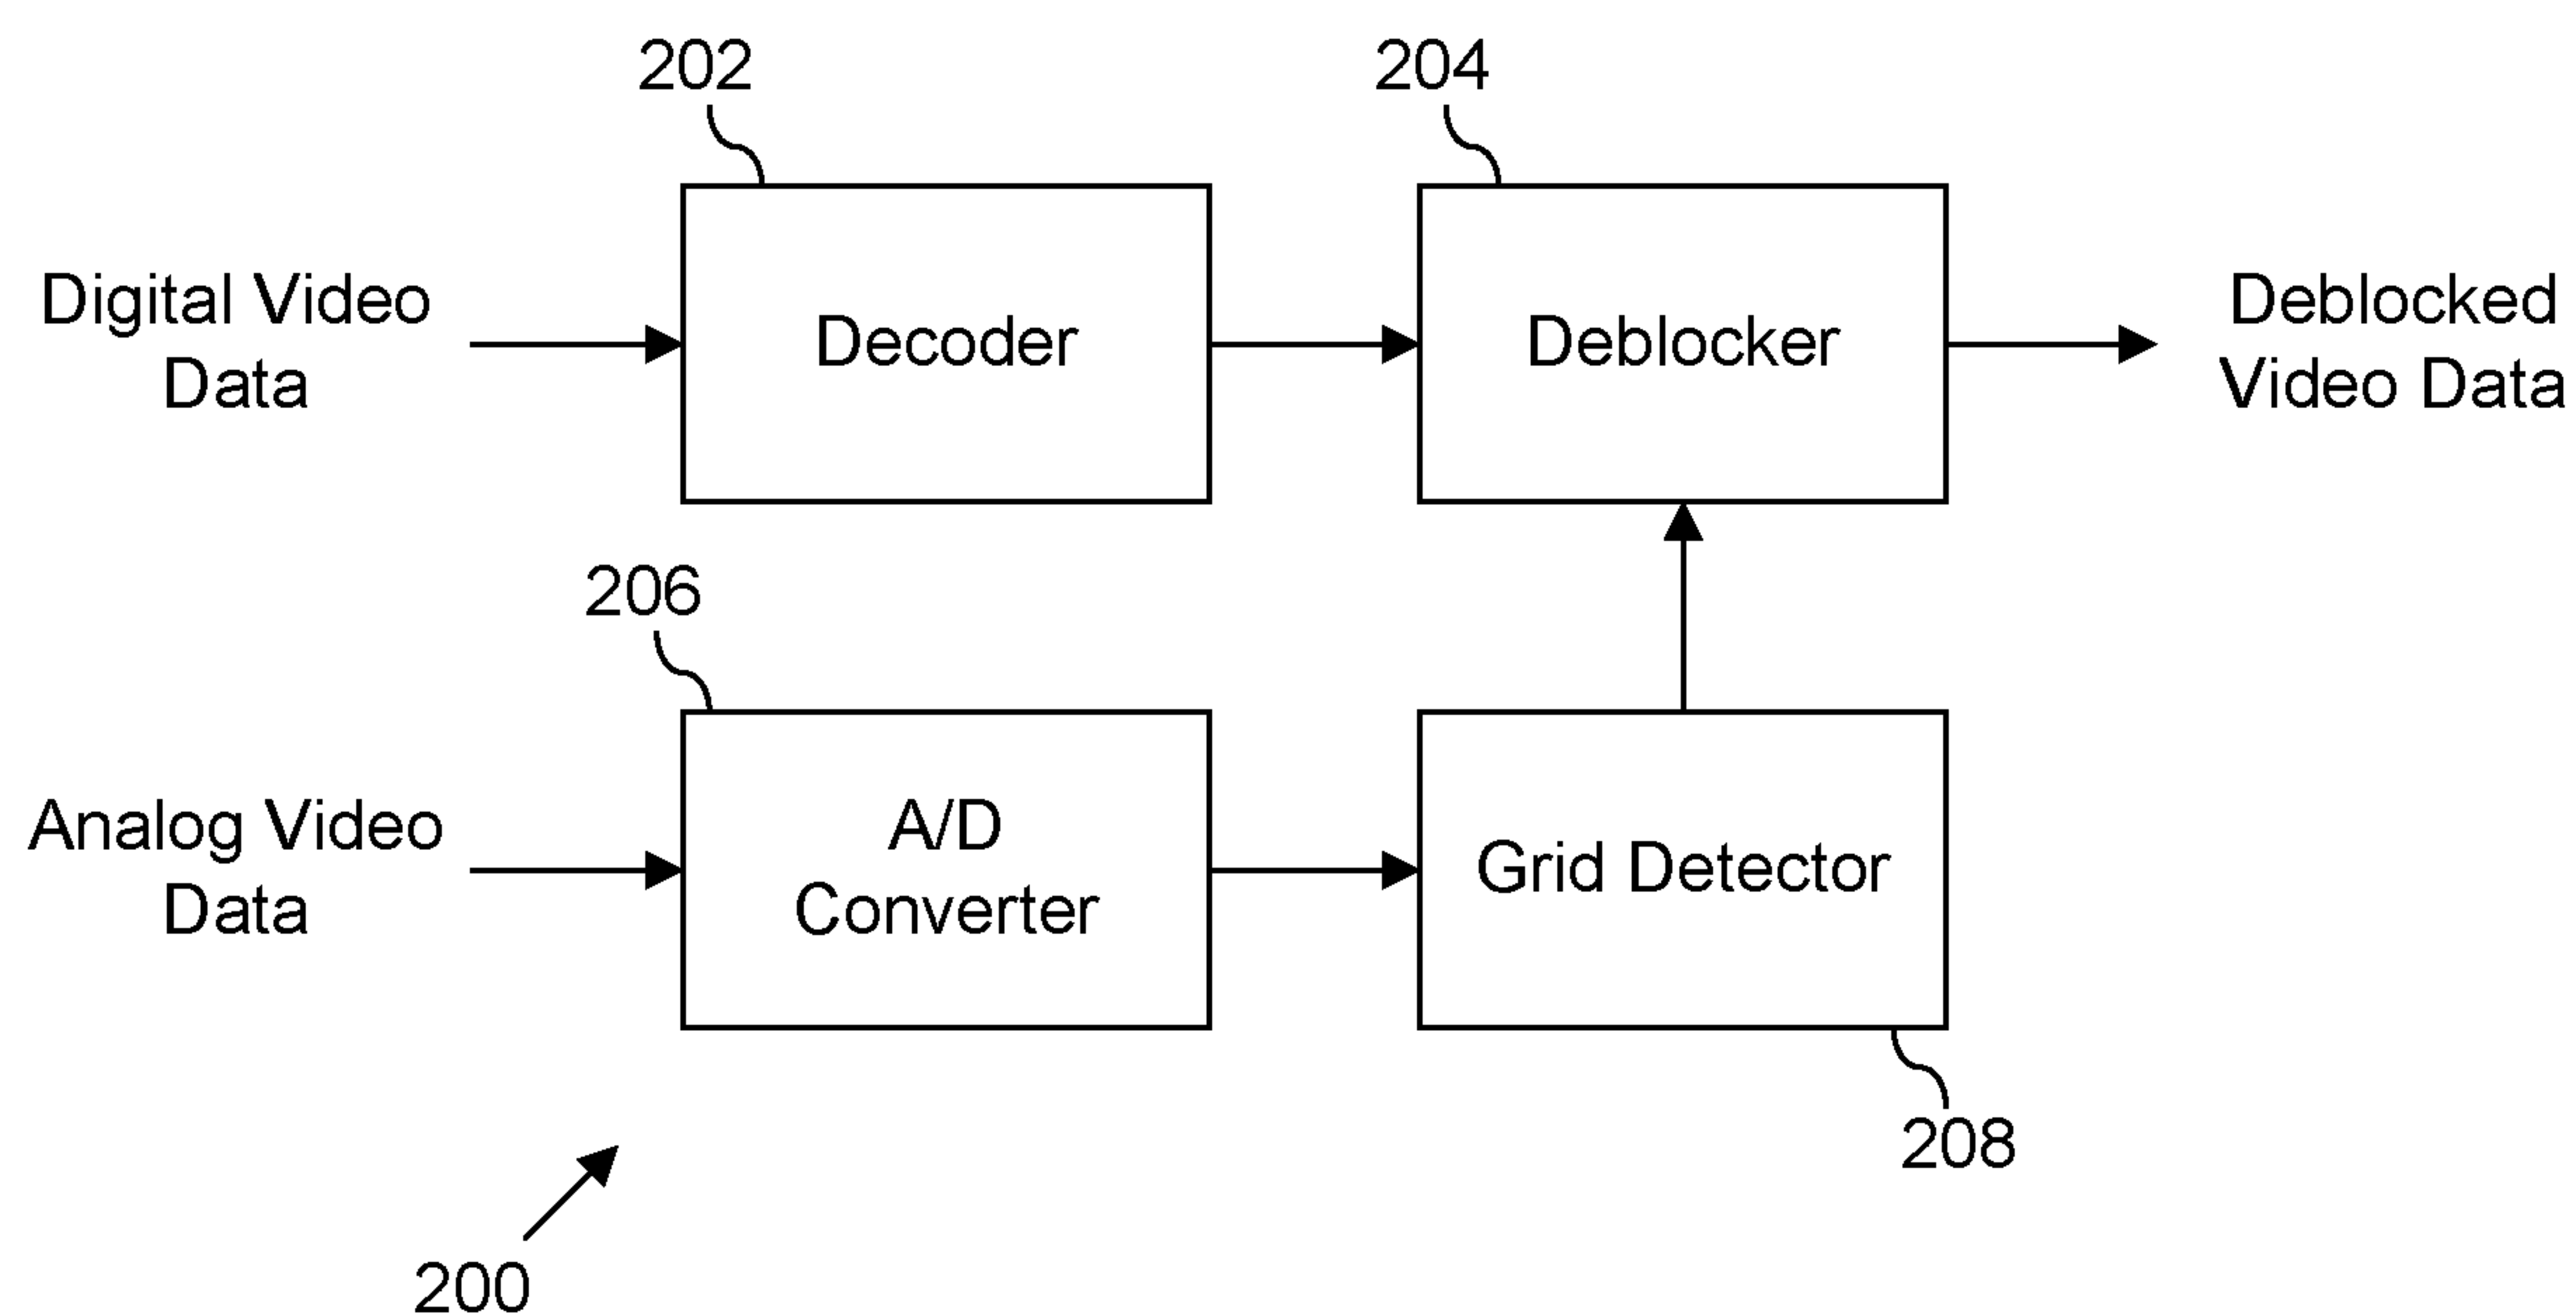 202
204
Digital Video
Data
Decoder
Deblocker
Deblocked
Video Data
206
Analog Video
Data
A/D
Converter
Grid Detector
208
200